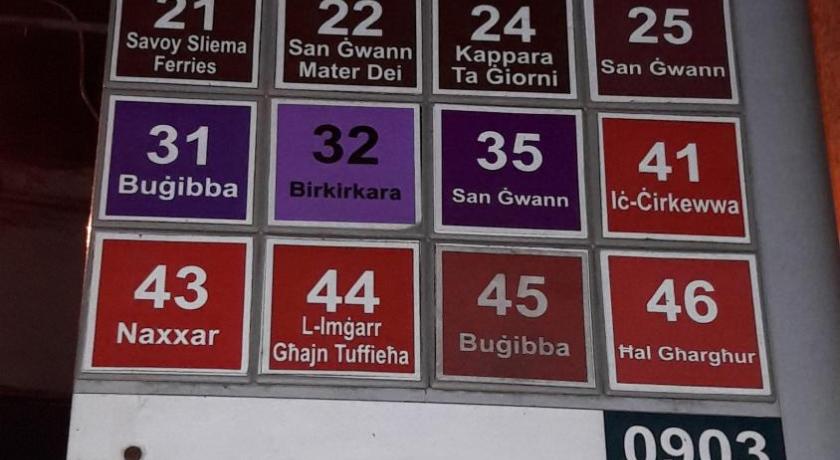 21
Savoy Sliema
Ferries
22
San Ġwann
Mater Dei
24
Kappara
Ta Ġiorni
25
San Ġwann
31
Buġibba
32
Birkirkara
35
San Ġwann
41
Iċ-Ċirkewwa
43
Naxxar
44
L-Imġarr
Għajn Tuffieħa
45
Buġibba
46
Ħal Għargħur
0903